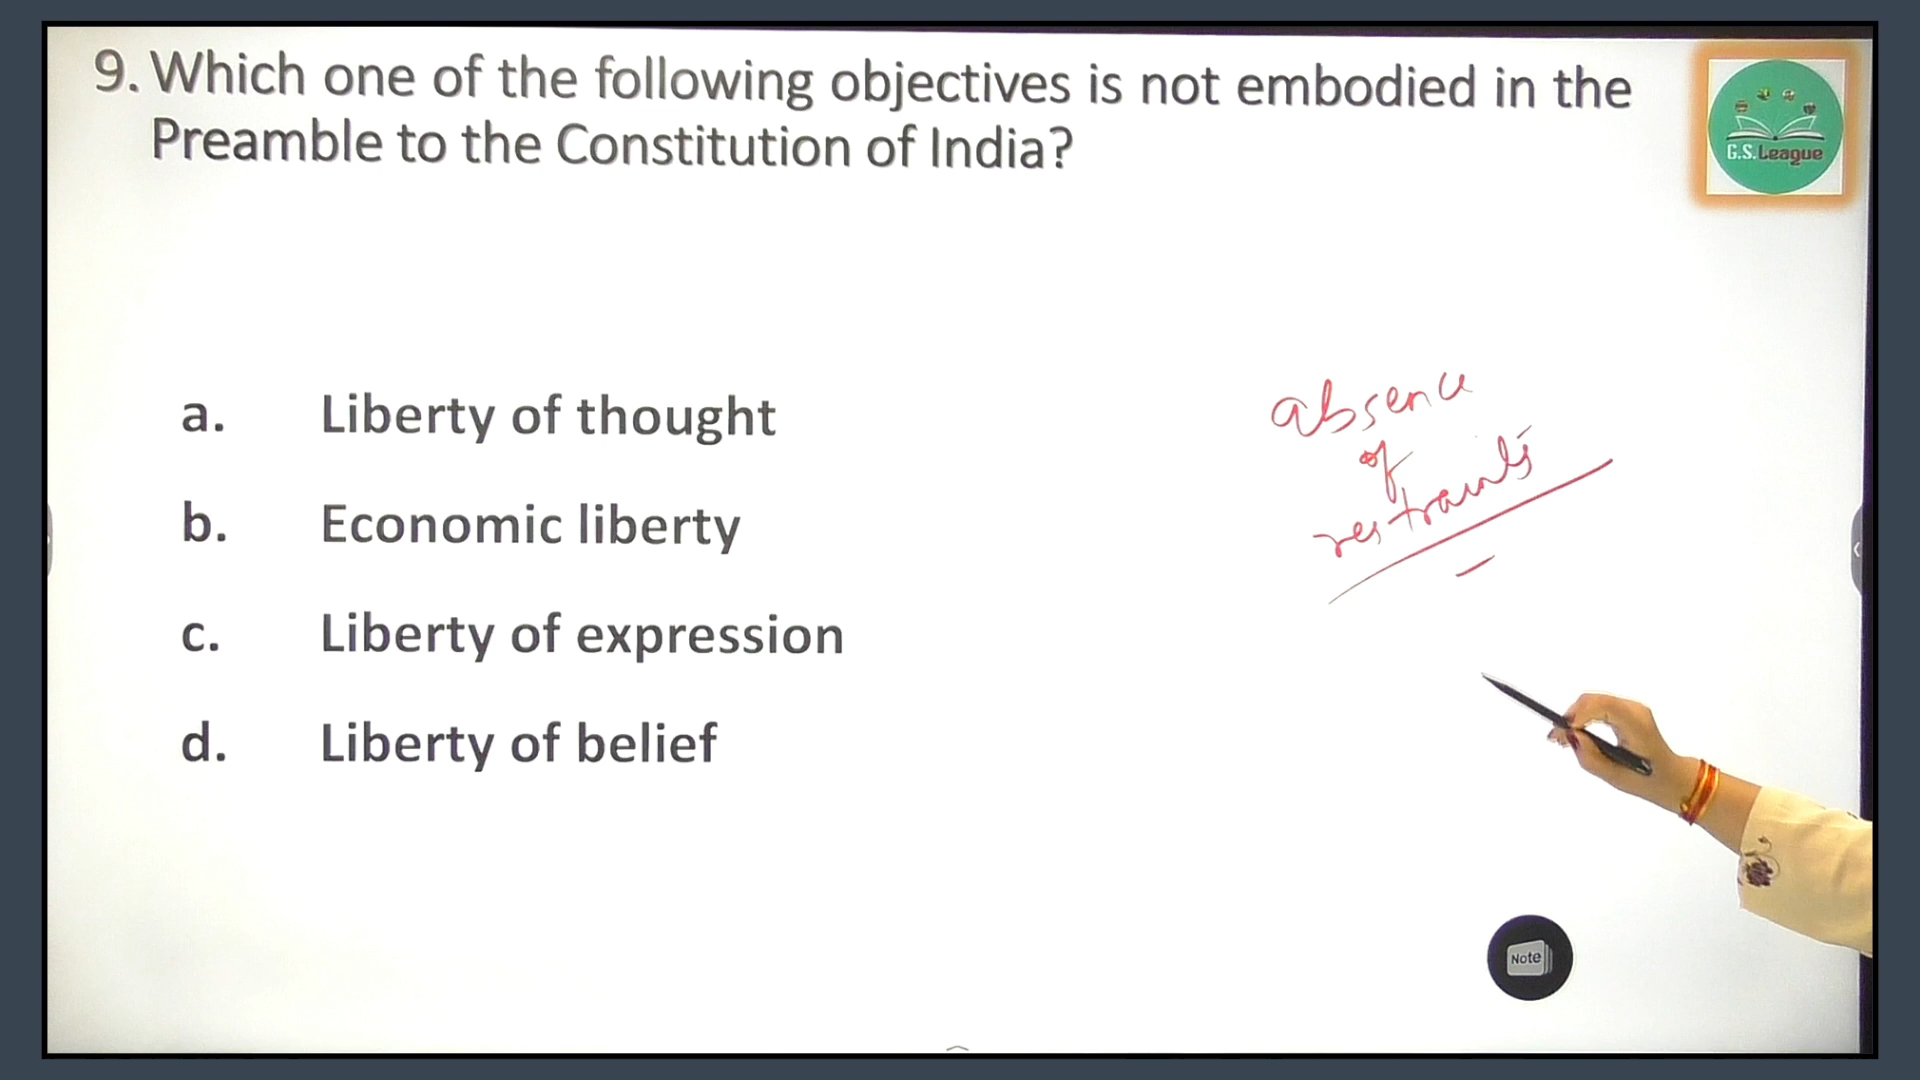 9. Which one of the following objectives is not embodied in the
Preamble to the Constitution of India?
G.S.League
a. Liberty of thought
b. Economic liberty
c. Liberty of expression
d. Liberty of belief
absence
of
restraints
Note